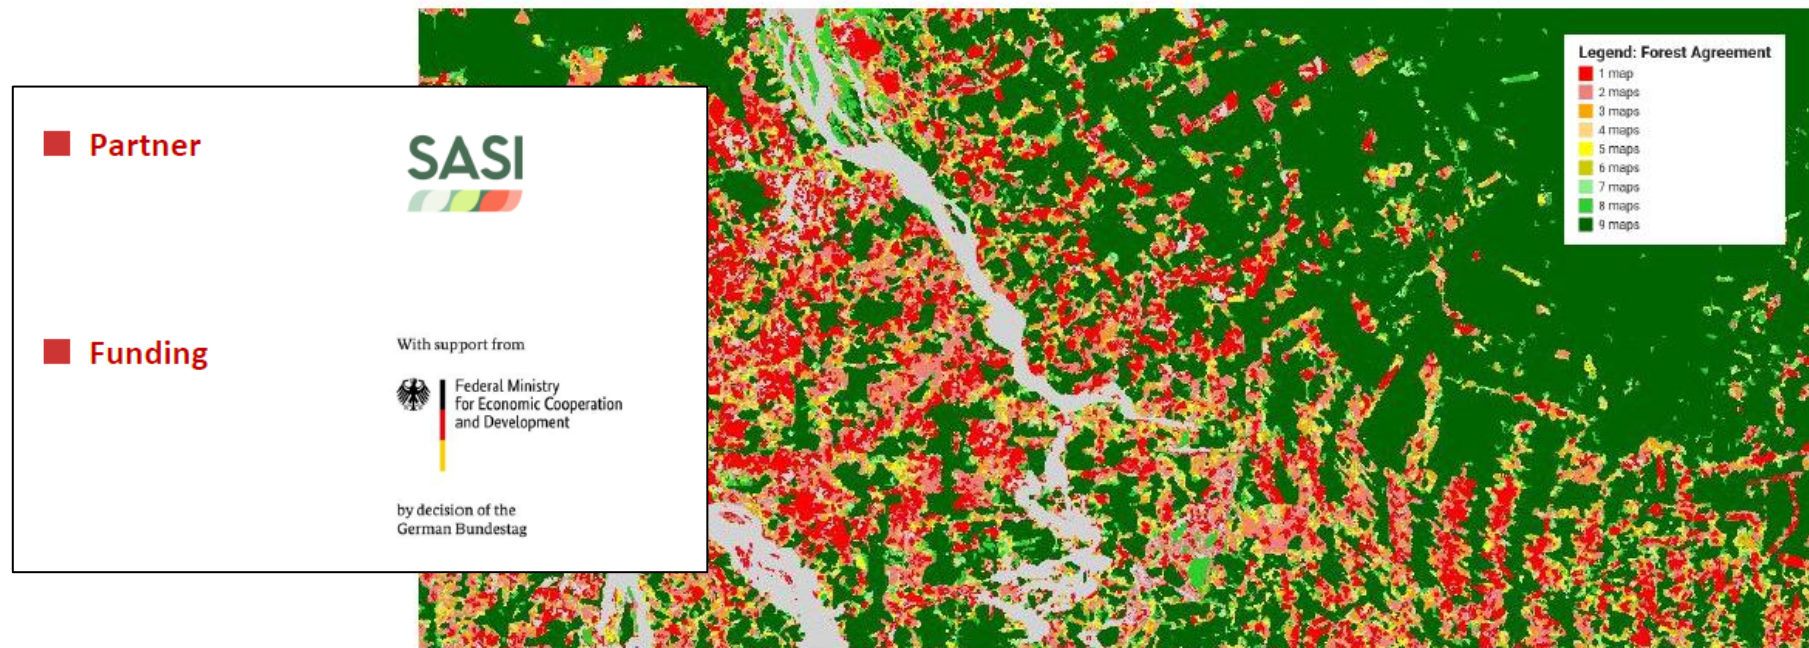 Partner
SASI
Funding
With support from
Federal Ministry
for Economic Cooperation
and Development
by decision of the
German Bundestag
Legend: Forest Agreement
1 map
2 maps
3 maps
4 maps
5 maps
6 maps
7 maps
8 maps
9 maps